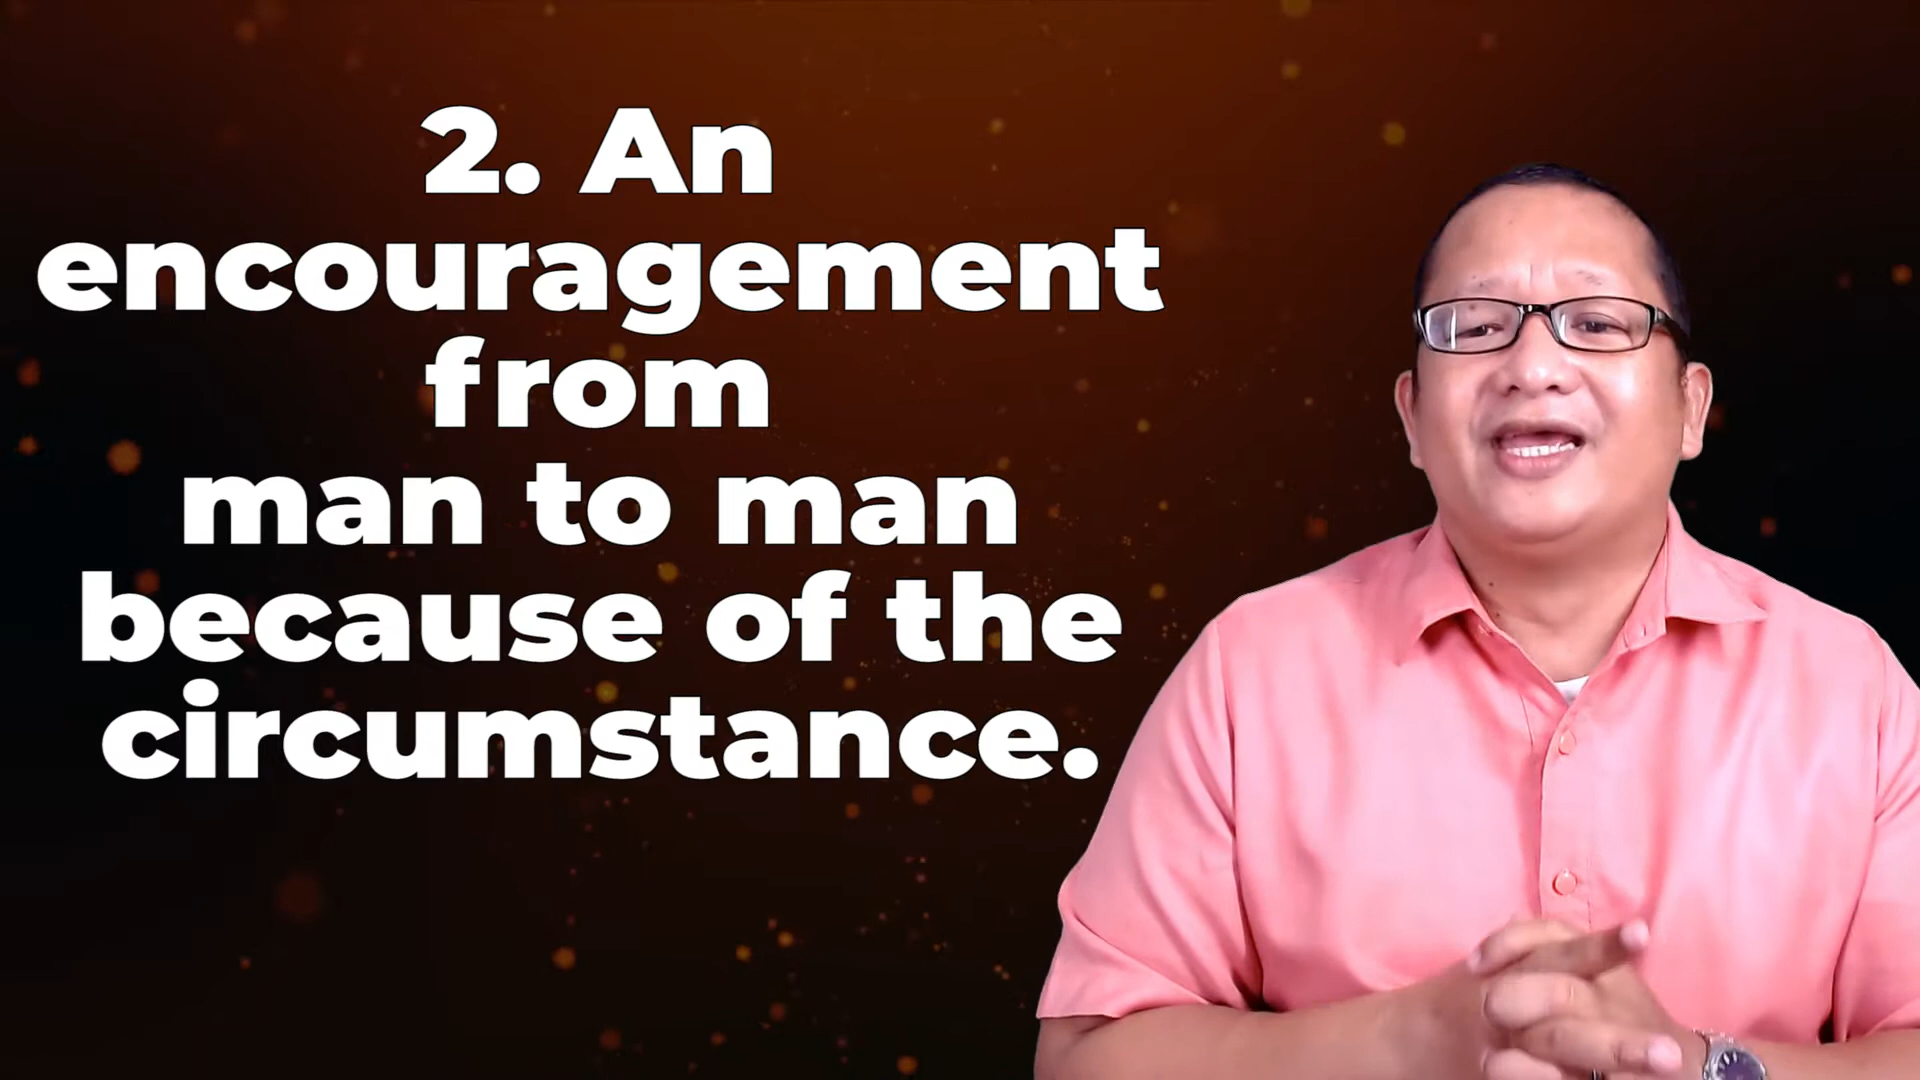 2. An
encouragement
from
man to man
because of the
circumstance.